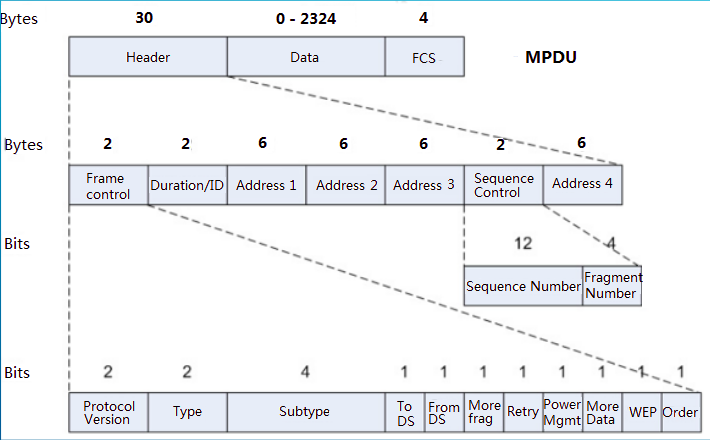 Bytes 30 0 - 2324 4
Header Data FCS MPDU
Bytes 2 2 6 6 6 2 6
Frame control Duration/ID Address 1 Address 2 Address 3 Sequence Control Address 4
Bits 12 4
Sequence Number Fragment Number
Bits 2 2 4 1 1 1 1 1 1 1 1
Protocol Version Type Subtype To DS From DS More frag Retry Power Mgmt More Data WEP Order